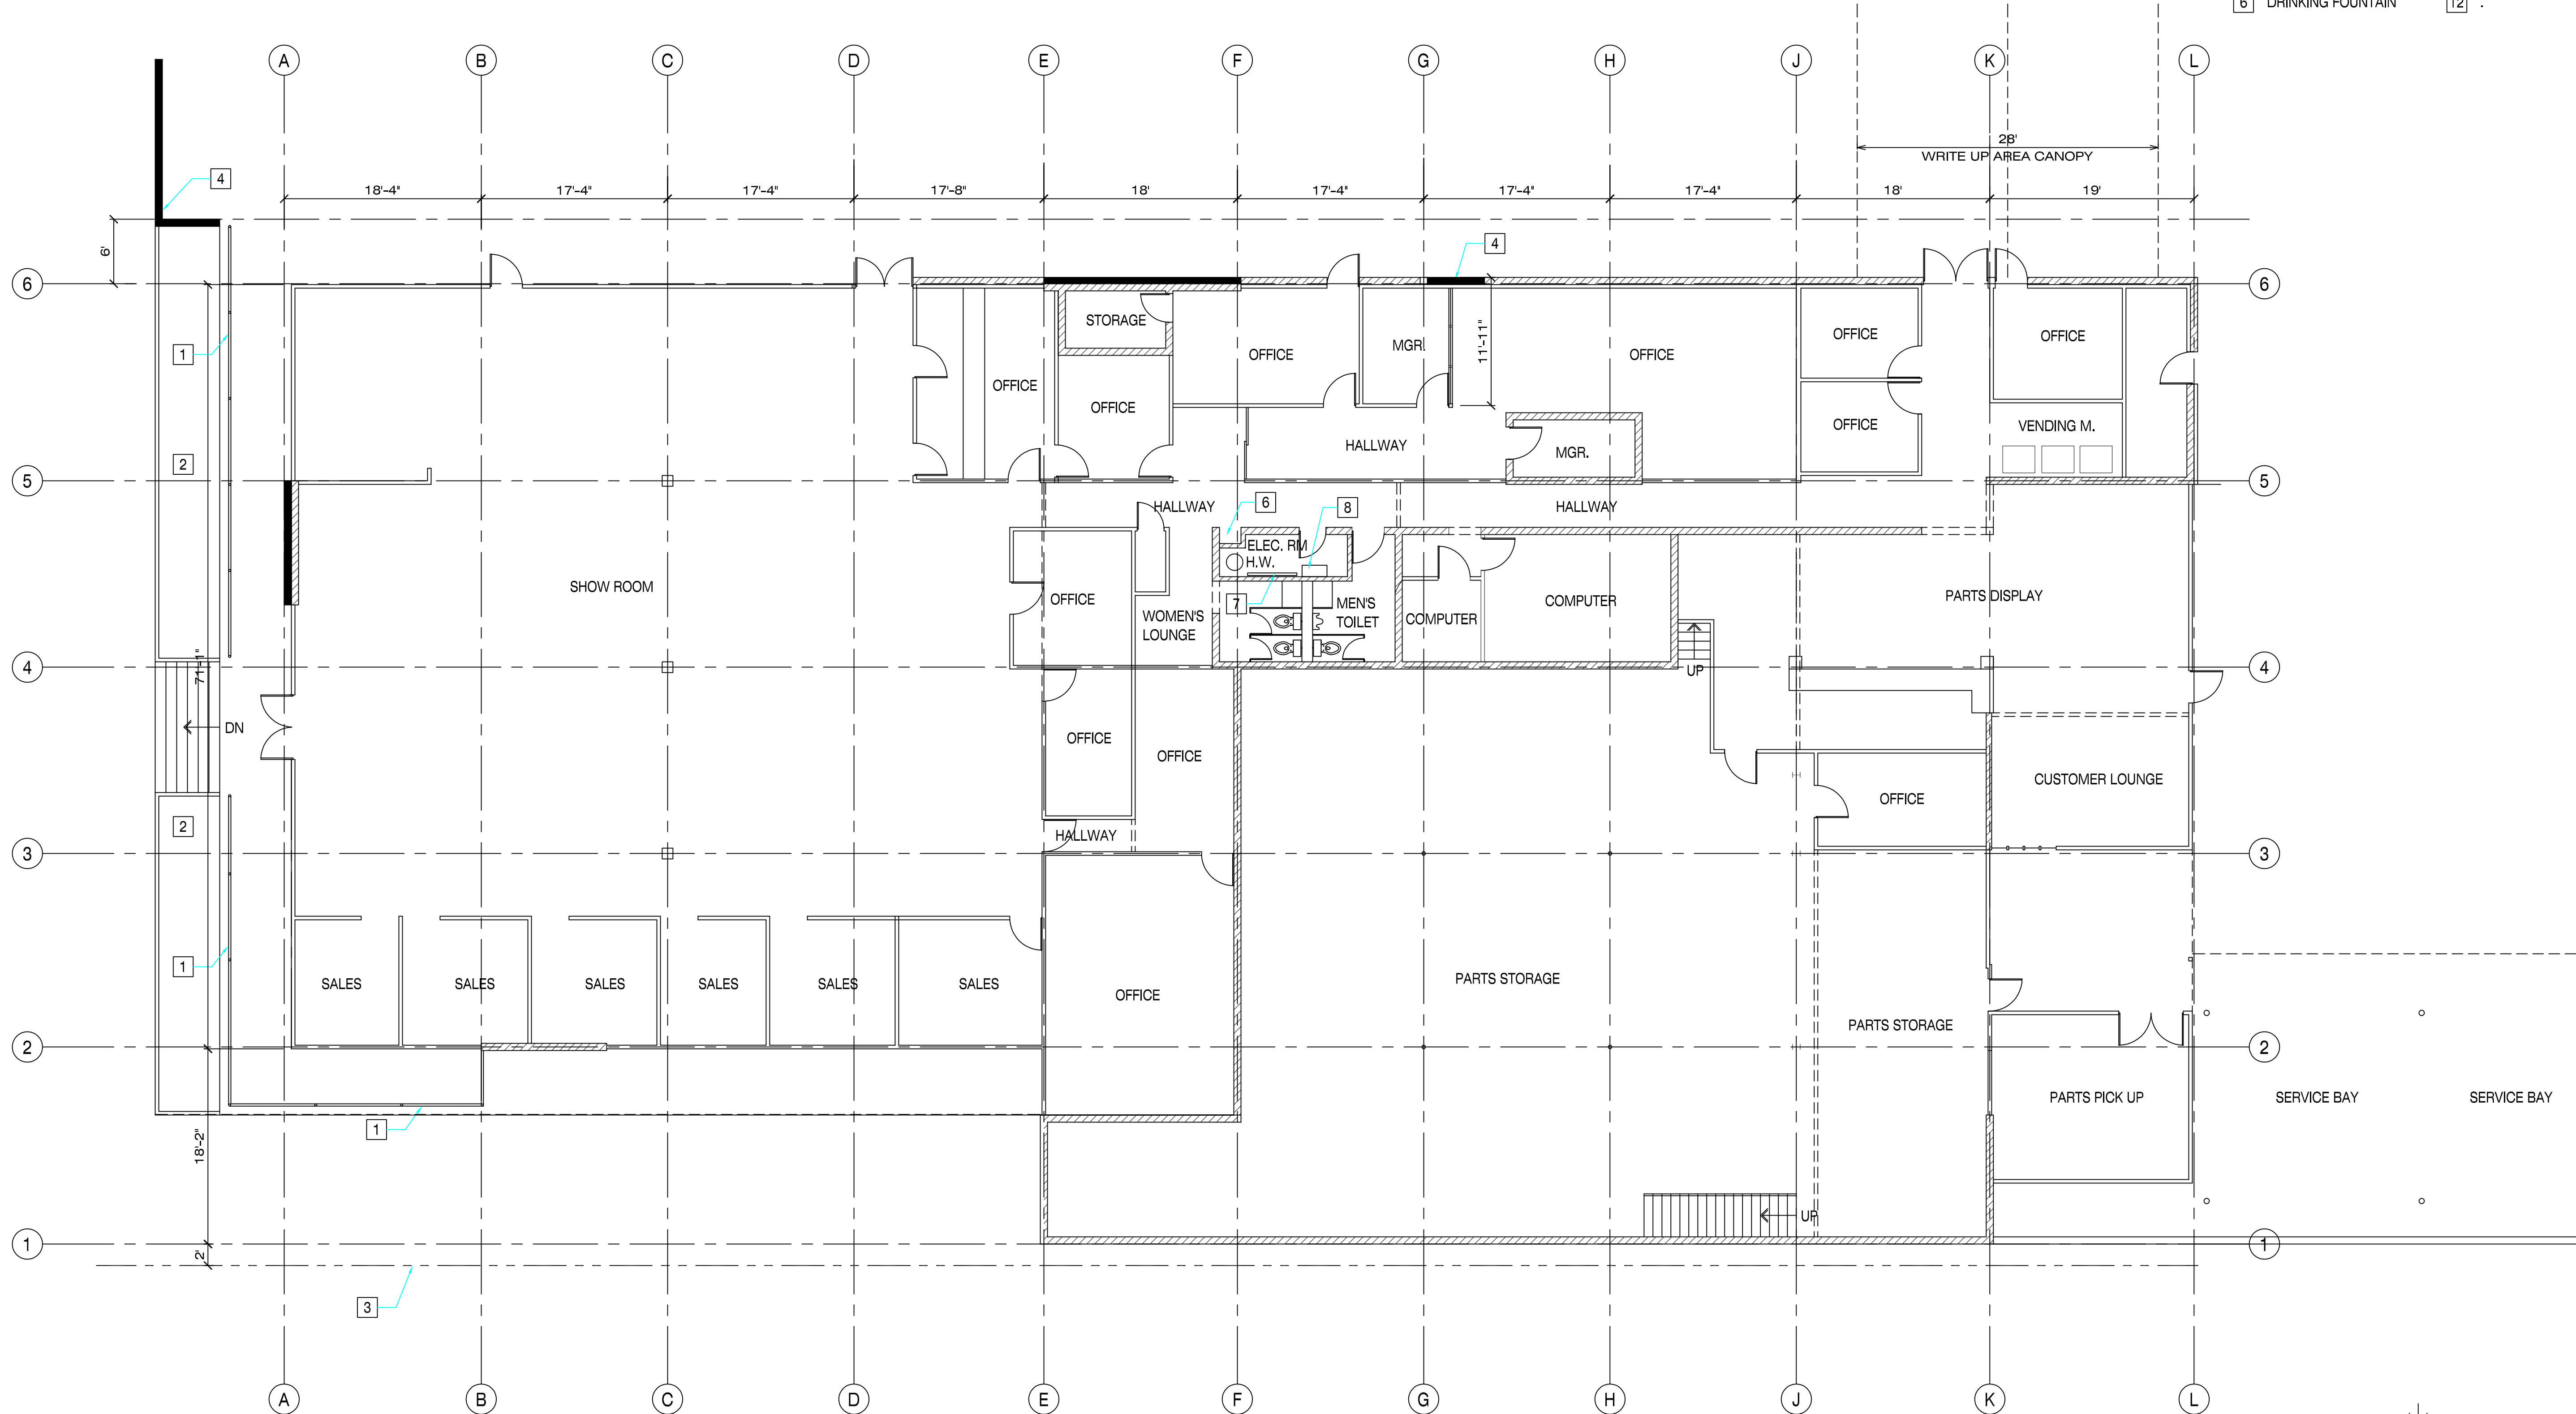 6 DRINKING FOUNTAIN 12 .
A B C D E F G H J K L
28'
WRITE UP AREA CANOPY
4
18'-4" 17'-4" 17'-4" 17'-8" 18' 17'-4" 17'-4" 17'-4" 18' 19'
6'
4
6 6
STORAGE
OFFICE
MGR.
11'-11"
OFFICE
OFFICE
OFFICE
1
OFFICE
OFFICE
OFFICE
VENDING M.
HALLWAY
MGR.
2
5 5
HALLWAY
6
8
HALLWAY
ELEC. RM
H.W.
SHOW ROOM
OFFICE
7
MEN'S
TOILET
WOMEN'S
LOUNGE
COMPUTER
COMPUTER
PARTS DISPLAY
4 4
71'-1"
UP
DN
OFFICE
OFFICE
CUSTOMER LOUNGE
OFFICE
2
HALLWAY
3 3
1
SALES SALES SALES SALES SALES SALES
OFFICE
PARTS STORAGE
PARTS STORAGE
2 2
PARTS PICK UP
SERVICE BAY SERVICE BAY
1
18'-2"
UP
1 1
2'
3
A B C D E F G H J K L